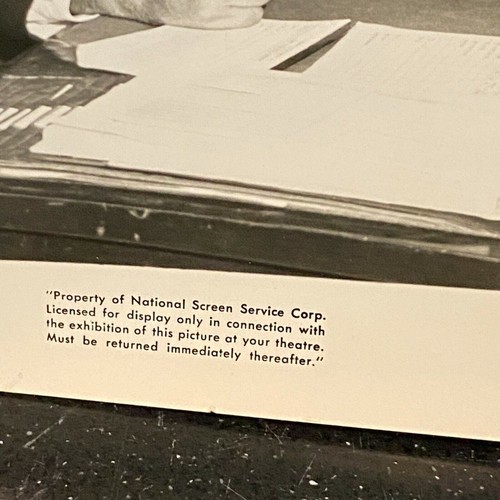 "Property of National Screen Service Corp.
Licensed for display only in connection with
the exhibition of this picture at your theatre.
Must be returned immediately thereafter."